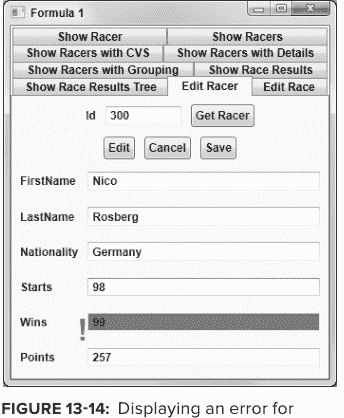 Formula 1
Show Racer Show Racers
Show Racers with CVS Show Racers with Details
Show Racers with Grouping Show Race Results
Show Race Results Tree Edit Racer Edit Race
Id 300 Get Racer
Edit Cancel Save
FirstName Nico
LastName Rosberg
Nationality Germany
Starts 98
Wins ! 99
Points 257
FIGURE 13-14: Displaying an error for